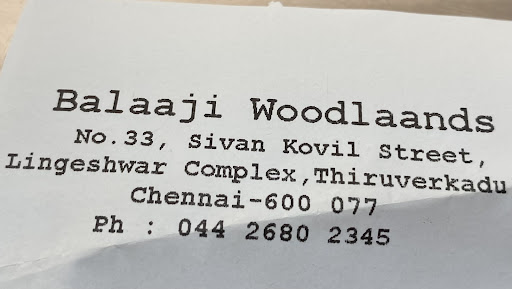 Balaaji Woodlaands
No.33, Sivan Kovil Street,
Lingeshwar Complex,Thiruverkadu
Chennai-600 077
Ph : 044 2680 2345